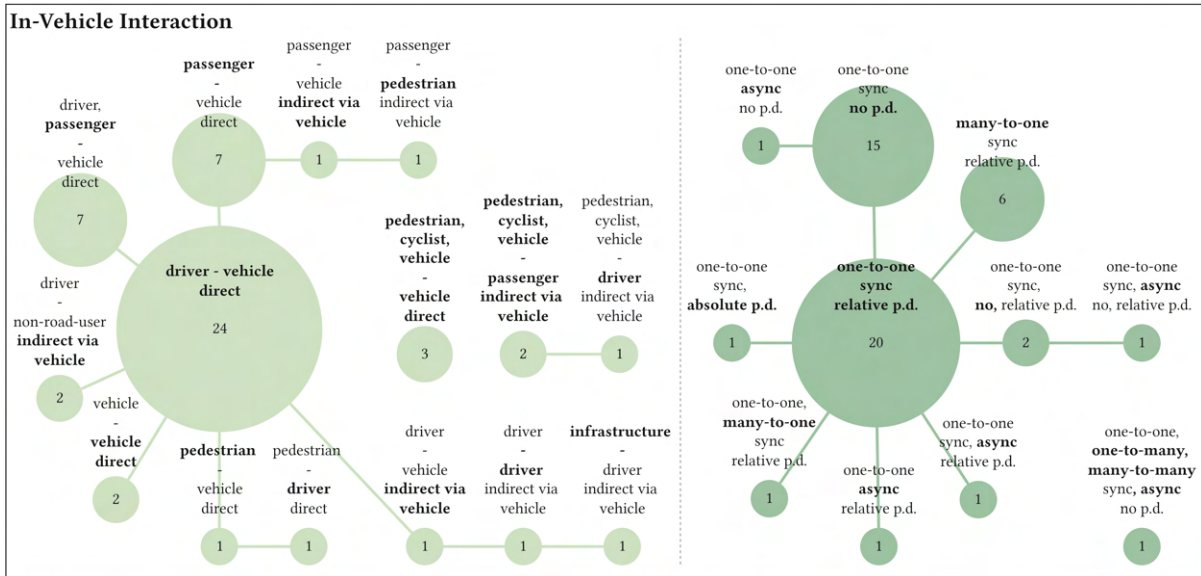 In-Vehicle Interaction
driver,
passenger
-
vehicle
direct
7
passenger
-
vehicle
direct
7
passenger
-
vehicle
indirect via
vehicle
1
passenger
-
pedestrian
indirect via
vehicle
1
driver - vehicle
direct
24
driver
-
non-road-user
indirect via
vehicle
2
vehicle
-
vehicle
direct
2
pedestrian
-
vehicle
direct
1
pedestrian
-
driver
direct
1
pedestrian,
cyclist,
vehicle
-
vehicle
direct
3
pedestrian,
cyclist,
vehicle
-
passenger
indirect via
vehicle
2
pedestrian,
cyclist,
vehicle
-
driver
indirect via
vehicle
1
driver
-
vehicle
indirect via
vehicle
1
driver
-
driver
indirect via
vehicle
1
infrastructure
-
driver
indirect via
vehicle
1
one-to-one
async
no p.d.
1
one-to-one
sync
no p.d.
15
many-to-one
sync
relative p.d.
6
one-to-one
sync,
absolute p.d.
1
one-to-one
sync
relative p.d.
20
one-to-one
sync,
no, relative p.d.
2
one-to-one
sync, async
no, relative p.d.
1
one-to-one,
many-to-one
sync
relative p.d.
1
one-to-one
async
relative p.d.
1
one-to-one
sync, async
relative p.d.
1
one-to-one,
one-to-many,
many-to-many
sync, async
no p.d.
1